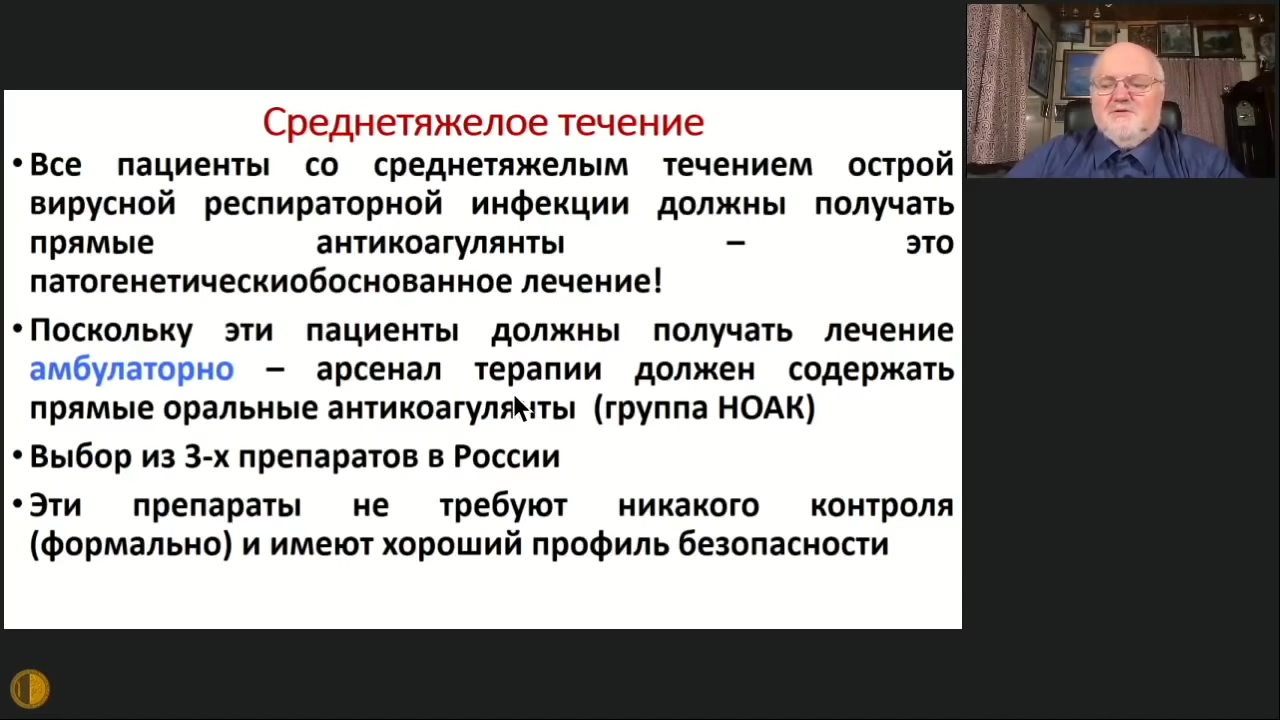 Среднетяжелое течение
• Все пациенты со среднетяжелым течением острой
вирусной респираторной инфекции должны получать
прямые антикоагулянты – это
патогенетическиобоснованное лечение!
• Поскольку эти пациенты должны получать лечение
амбулаторно – арсенал терапии должен содержать
прямые оральные антикоагулянты (группа НОАК)
• Выбор из 3-х препаратов в России
• Эти препараты не требуют никакого контроля
(формально) и имеют хороший профиль безопасности